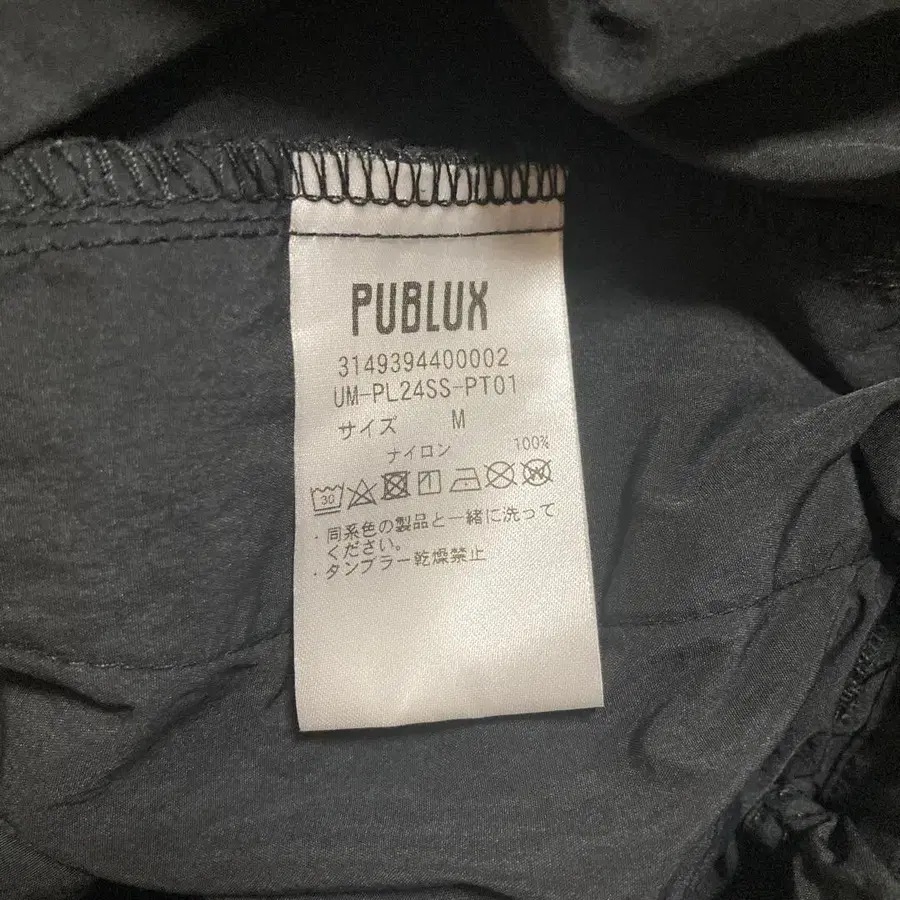 PUBLUX
3149394400002
UM-PL24SS-PT01
サイズ M
ナイロン 100%
30
W
・同系色の製品と一緒に洗って
ください。
・タンブラー乾燥禁止